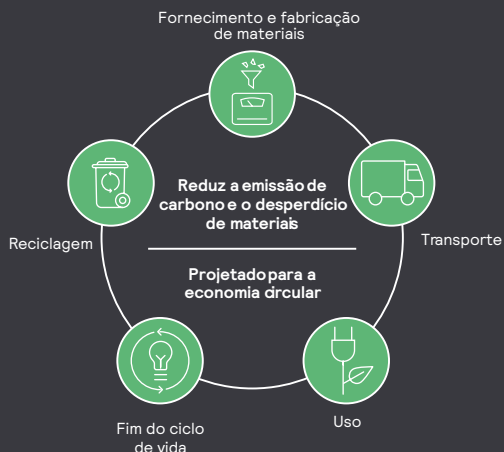 Fornecimento e fabricação
de materiais
Reduz a emissão de
carbono e o desperdício
de materiais
Reciclagem
Transporte
Projetado para a
economia circular
Uso
Fim do ciclo
de vida